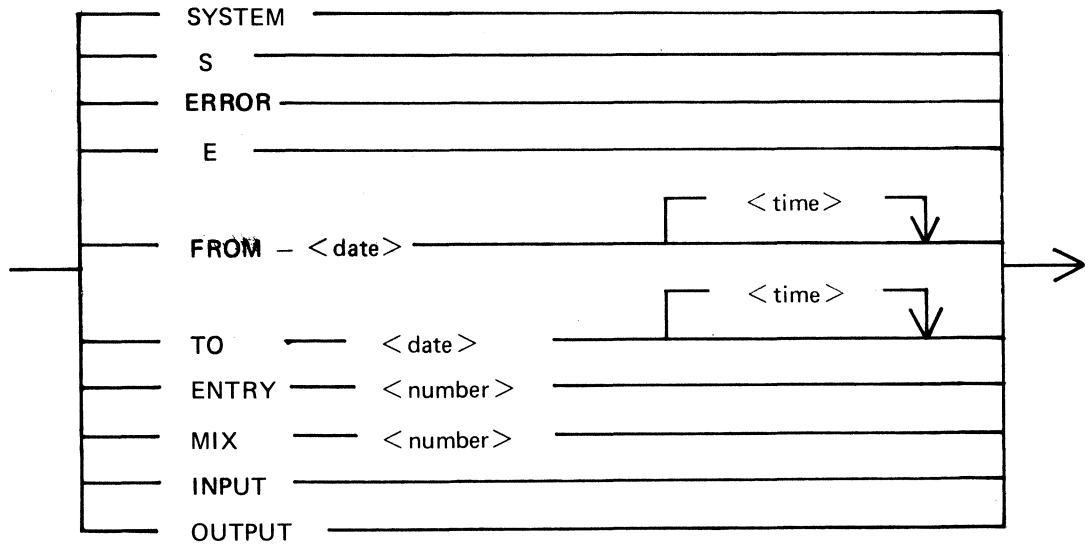 SYSTEM
S
ERROR
E
<time>
FROM – <date>
<time>
TO <date>
ENTRY <number>
MIX <number>
INPUT
OUTPUT